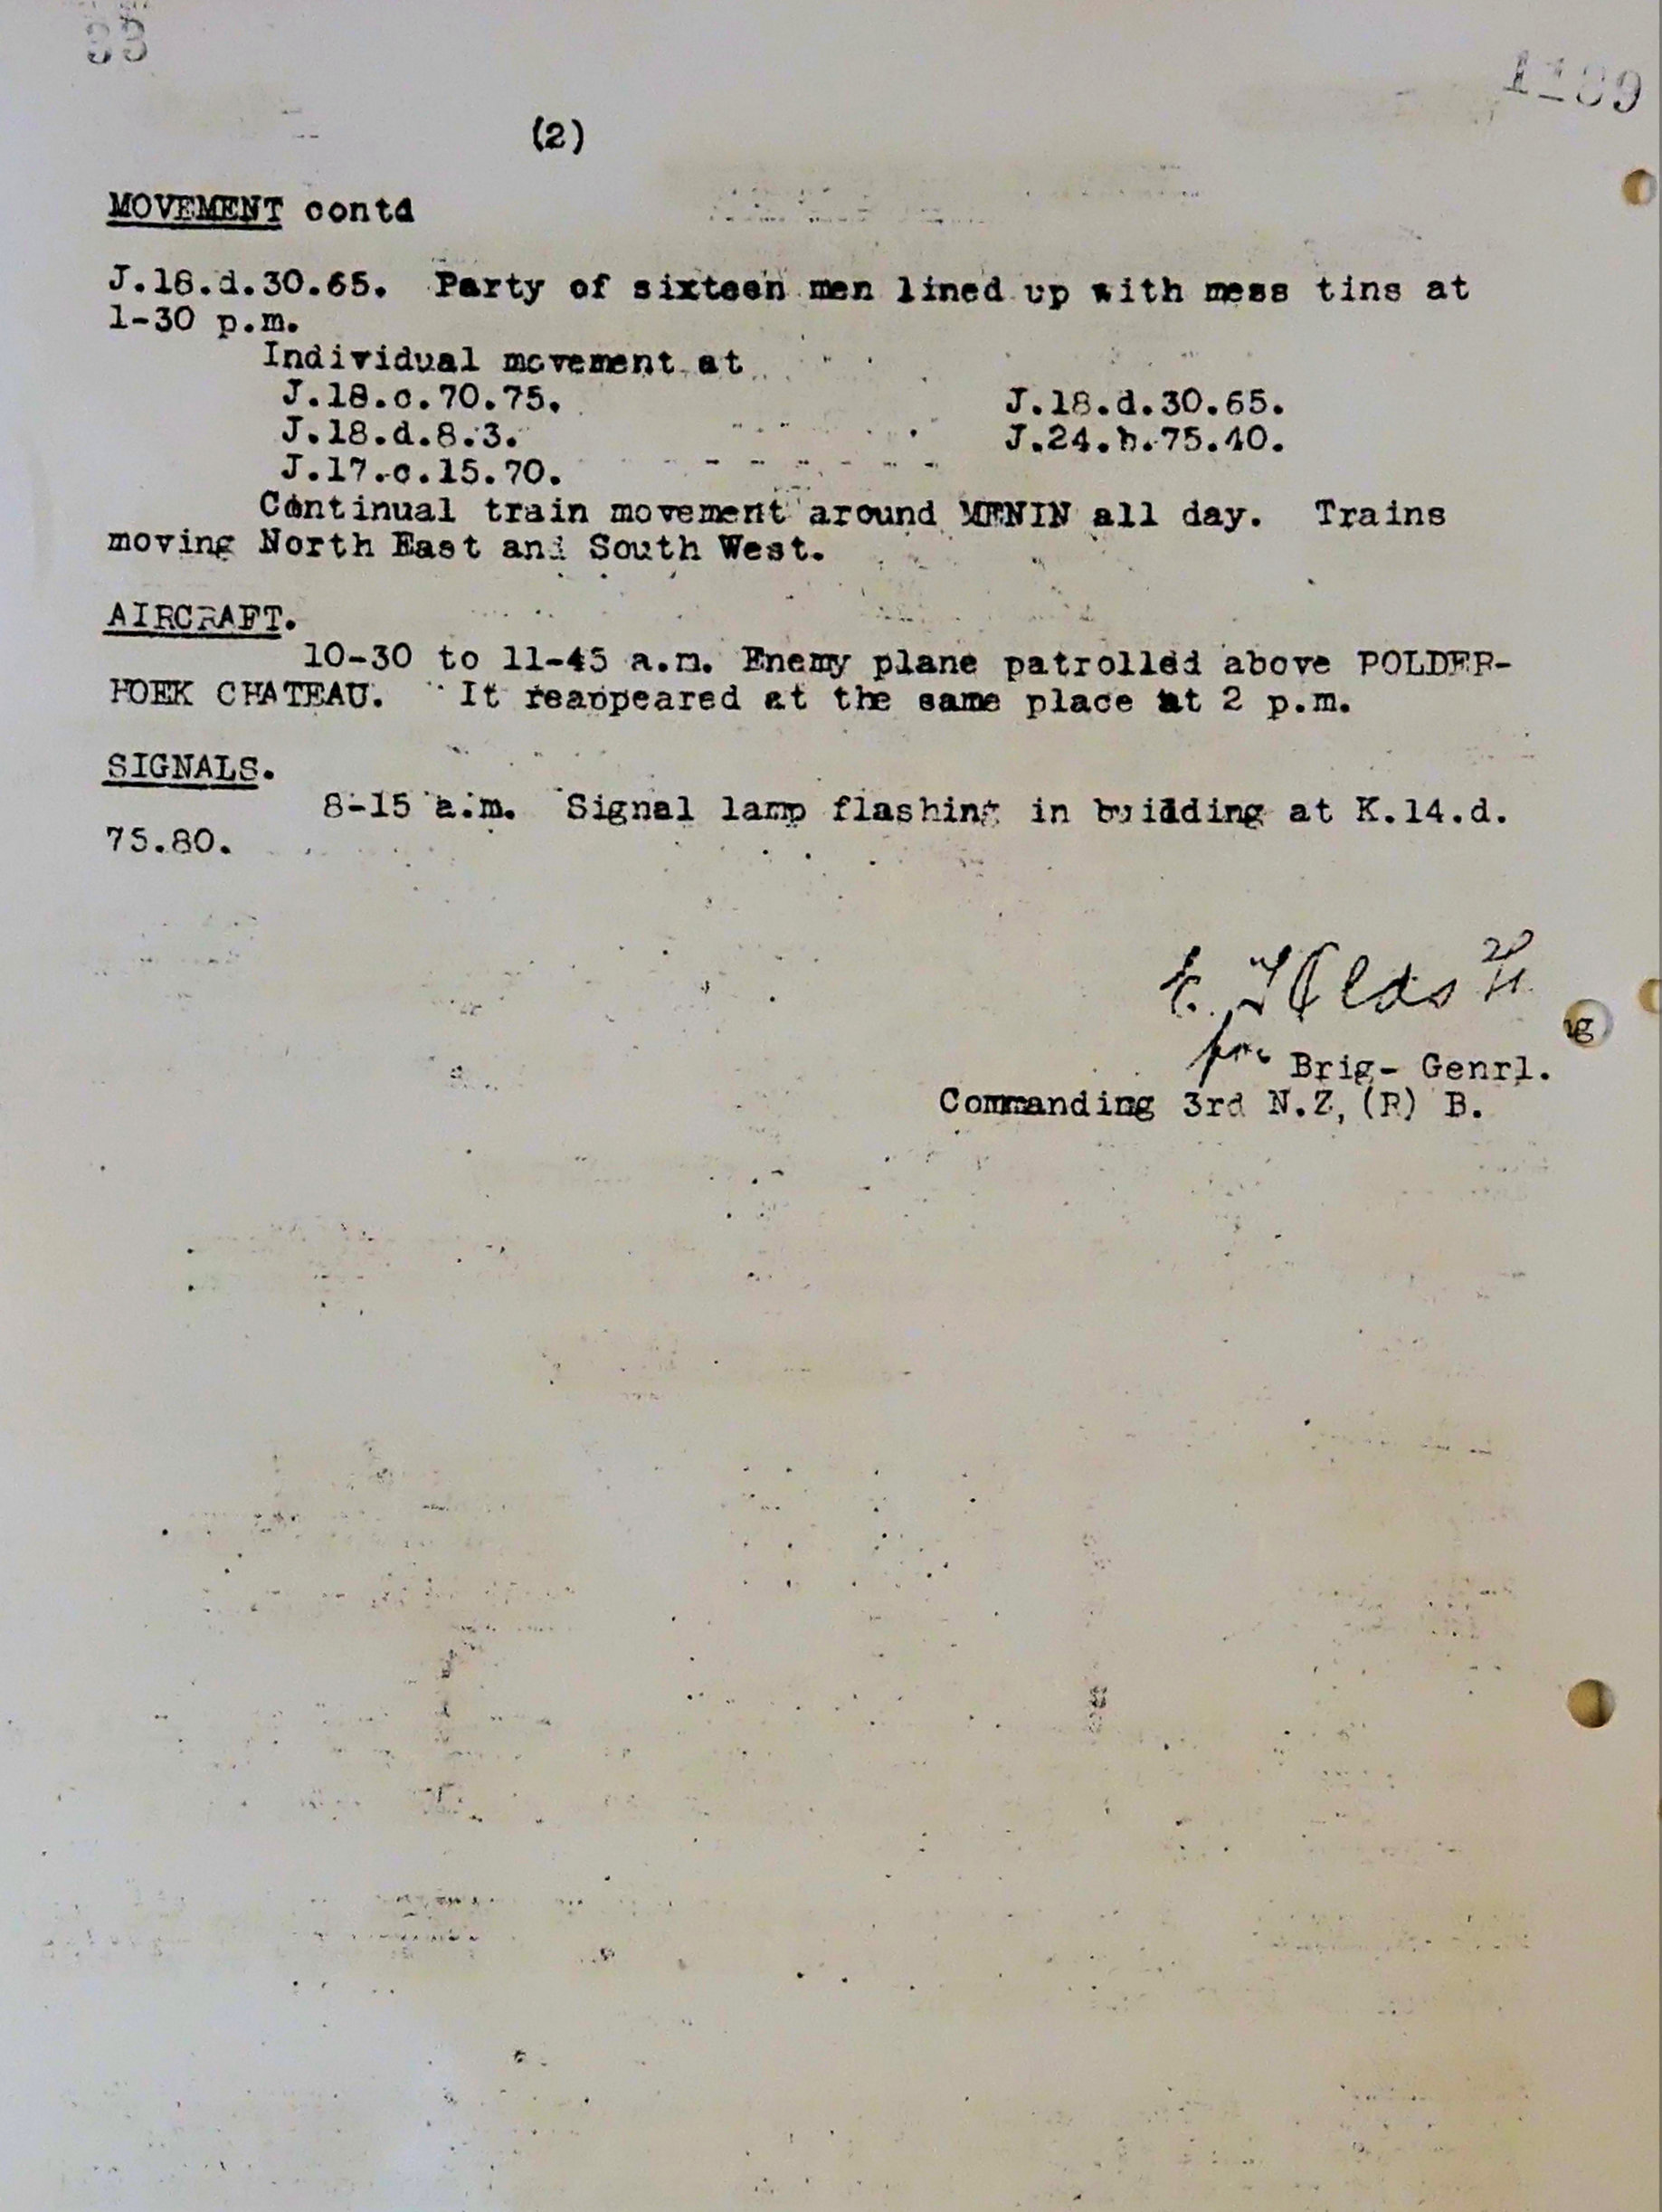 (2)
MOVEMENT contd
J.18.d.30.65. Party of sixteen men lined up with mess tins at
1-30 p.m.
Individual movement at
J.18.c.70.75. J.18.d.30.65.
J.18.d.8.3. J.24.b.75.40.
J.17.c.15.70.
Continual train movement around MENIN all day. Trains
moving North East and South West.
AIRCRAFT.
10-30 to 11-45 a.m. Enemy plane patrolled above POLDER-
HOEK CHATEAU. It reappeared at the same place at 2 p.m.
SIGNALS.
8-15 a.m. Signal lamp flashing in building at K.14.d.
75.80.
E.
for Brig- Genrl.
Commanding 3rd N.Z, (R) B.